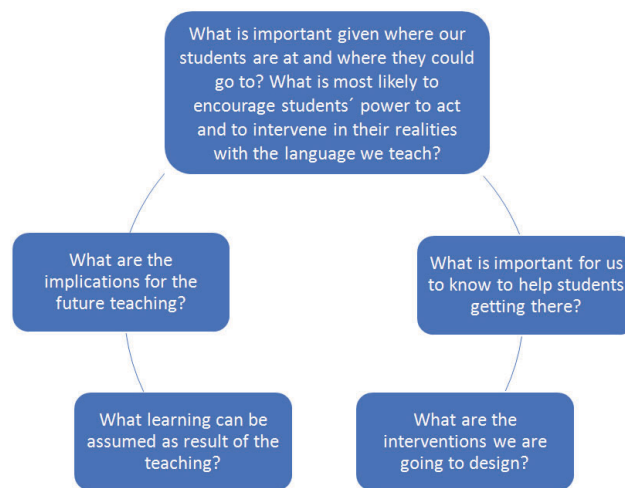 What is important given where our
students are at and where they could
go to? What is most likely to
encourage students´ power to act
and to intervene in their realities
with the language we teach?
What are the
implications for the
future teaching?
What is important for us
to know to help students
getting there?
What learning can be
assumed as result of the
teaching?
What are the
interventions we are
going to design?